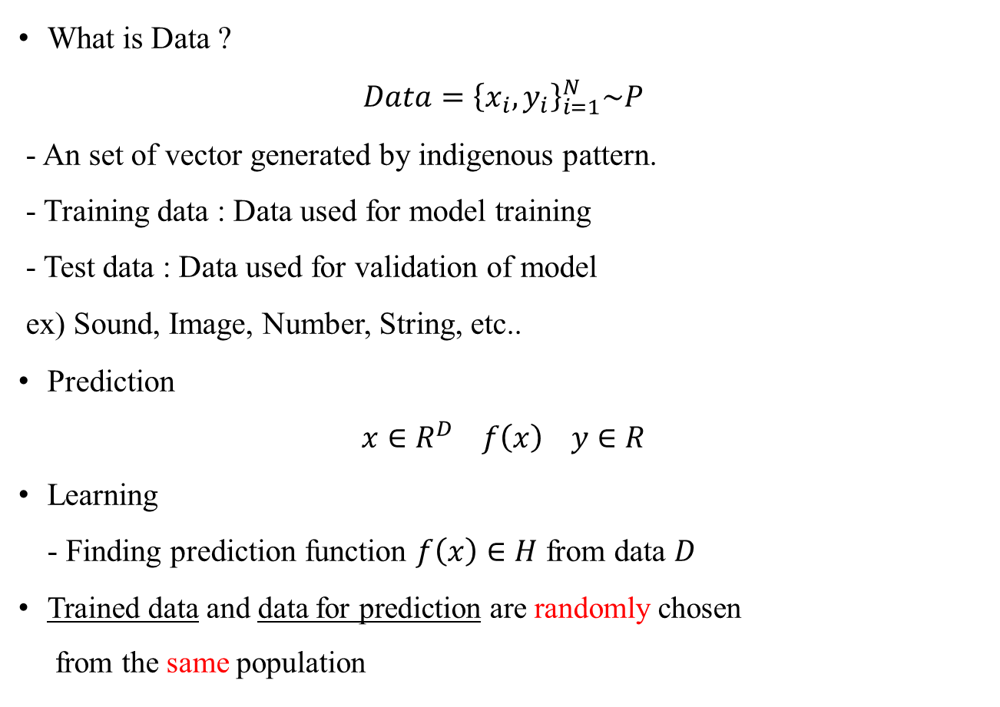 • What is Data ?
$Data = \{x_i, y_i\}_{i=1}^{N} \sim P$
- An set of vector generated by indigenous pattern.
- Training data : Data used for model training
- Test data : Data used for validation of model
ex) Sound, Image, Number, String, etc..
• Prediction
$x \in R^D \quad f(x) \quad y \in R$
• Learning
- Finding prediction function $f(x) \in H$ from data $D$
• Trained data and data for prediction are randomly chosen
from the same population